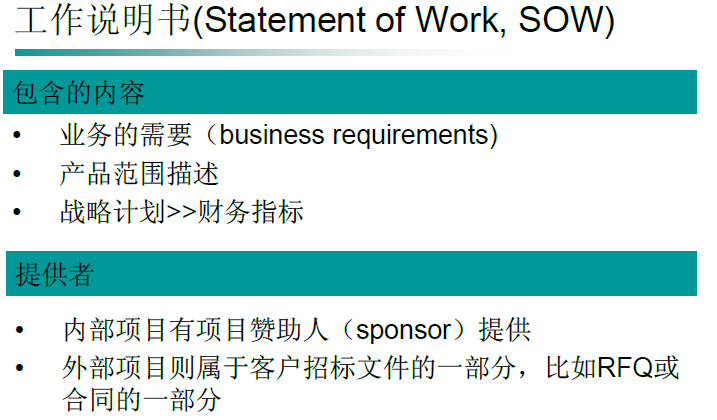 工作说明书(Statement of Work, SOW)
包含的内容
• 业务的需要（business requirements)
• 产品范围描述
• 战略计划>>财务指标
提供者
• 内部项目有项目赞助人（sponsor）提供
• 外部项目则属于客户招标文件的一部分，比如RFQ或
合同的一部分